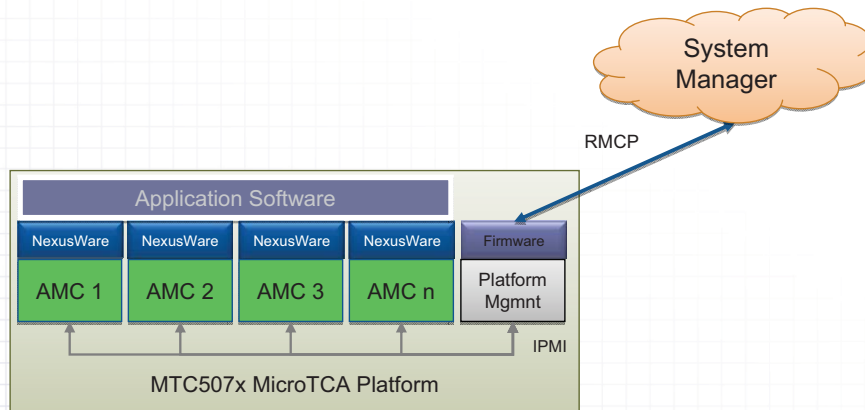 System
Manager
RMCP
Application Software
NexusWare NexusWare NexusWare NexusWare Firmware
AMC 1 AMC 2 AMC 3 AMC n Platform
Mgmnt
IPMI
MTC507x MicroTCA Platform